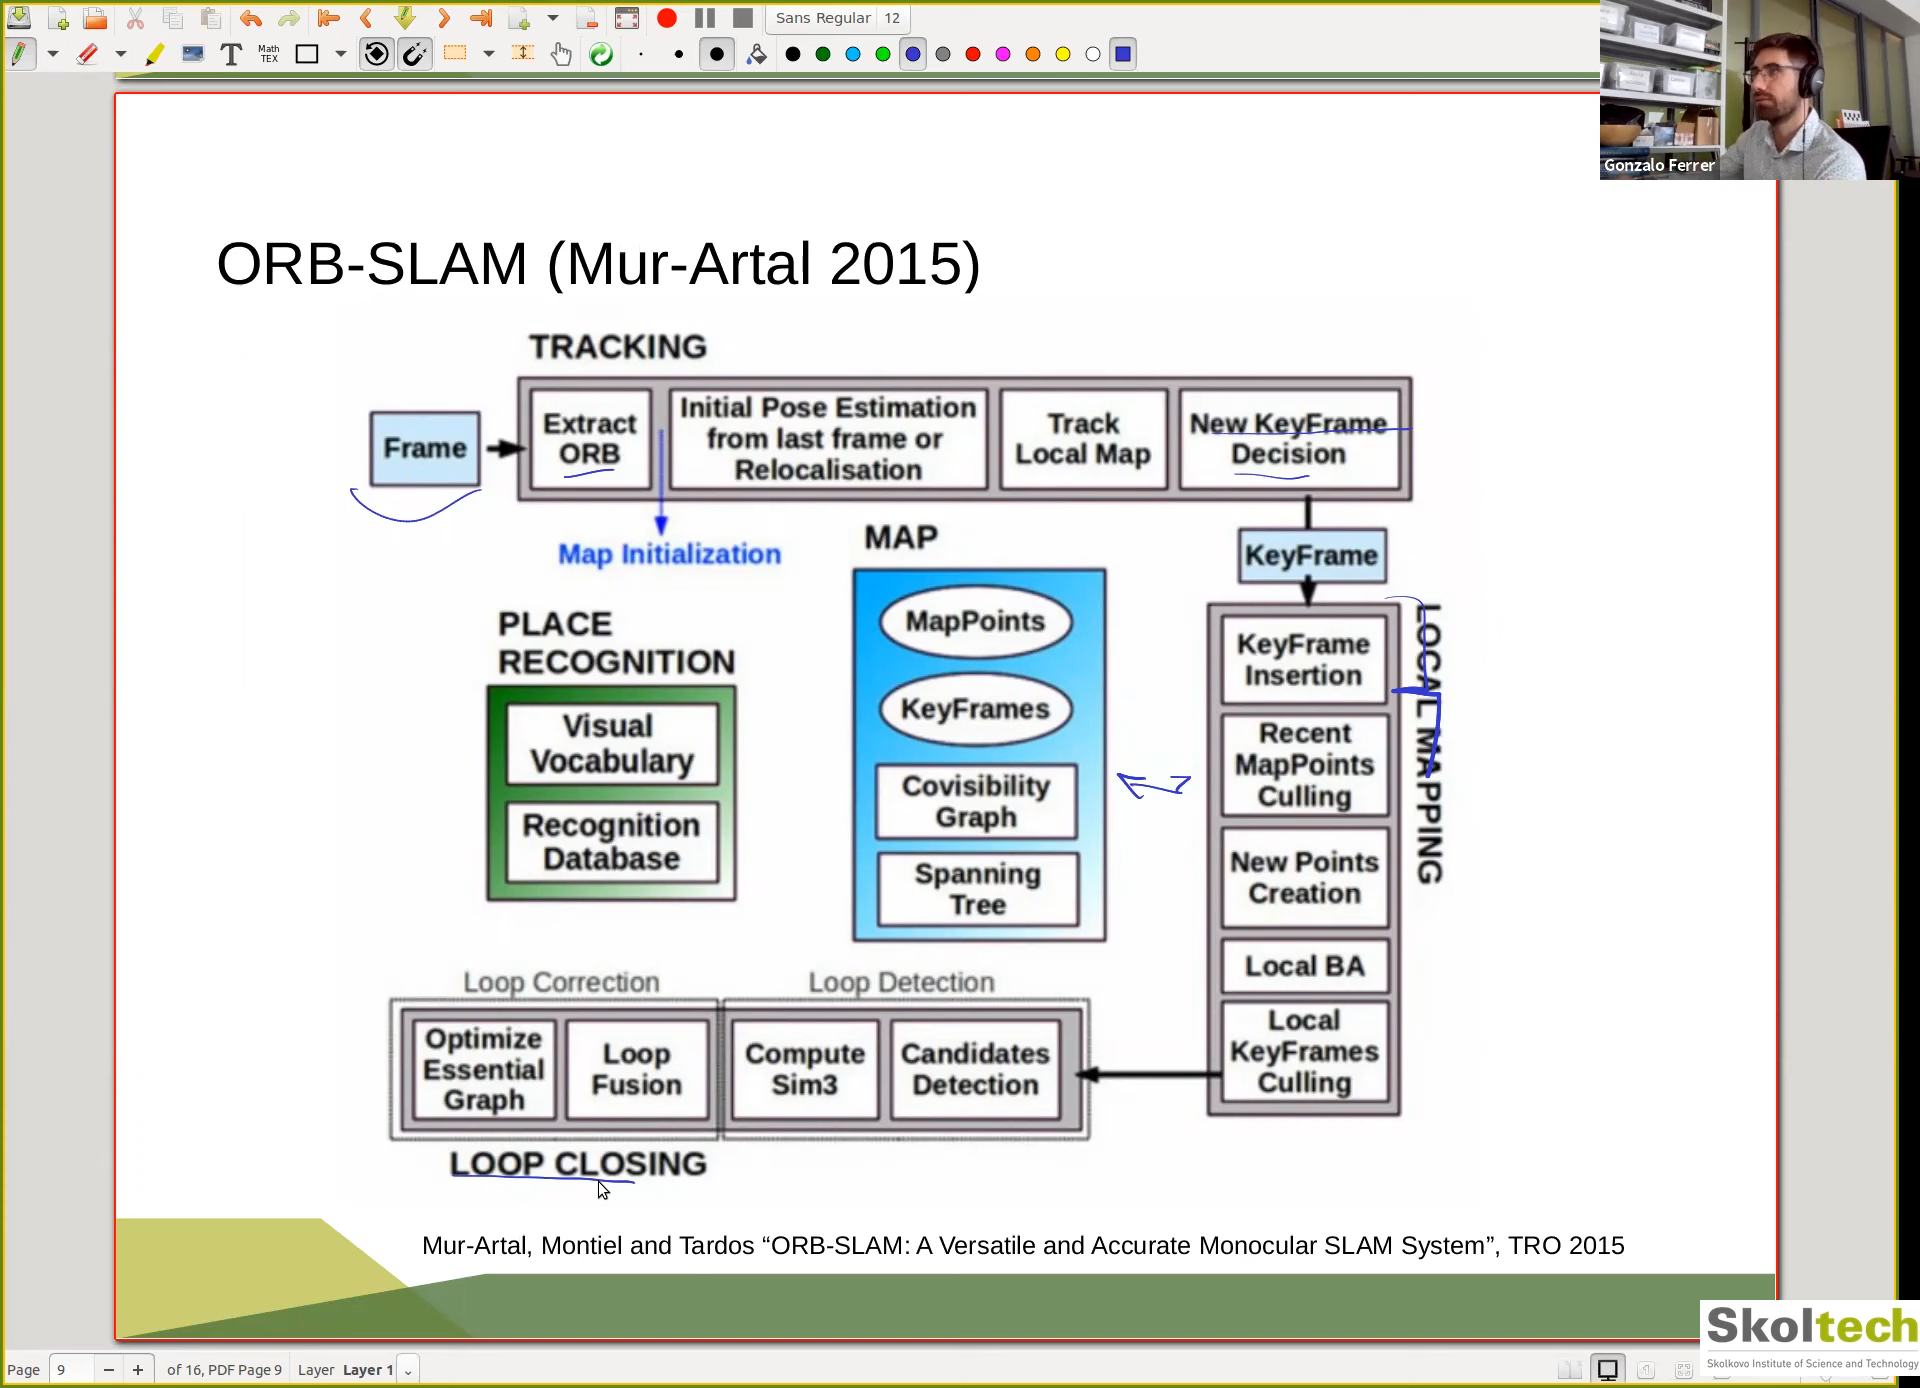 Sans Regular 12
Math
TEX
Gonzalo Ferrer
ORB-SLAM (Mur-Artal 2015)
TRACKING
Frame
Extract
ORB
Initial Pose Estimation
from last frame or
Relocalisation
Track
Local Map
New KeyFrame
Decision
Map Initialization
MAP
KeyFrame
PLACE
RECOGNITION
Visual
Vocabulary
Recognition
Database
MapPoints
KeyFrames
Covisibility
Graph
Spanning
Tree
LOCAL MAPPING
KeyFrame
Insertion
Recent
MapPoints
Culling
New Points
Creation
Local BA
Local
KeyFrames
Culling
Loop Correction
Loop Detection
Optimize
Essential
Graph
Loop
Fusion
Compute
Sim3
Candidates
Detection
LOOP CLOSING
Mur-Artal, Montiel and Tardos “ORB-SLAM: A Versatile and Accurate Monocular SLAM System”, TRO 2015
Skoltech
Skolkovo Institute of Science and Technology
Page 9 of 16, PDF Page 9 Layer Layer 1